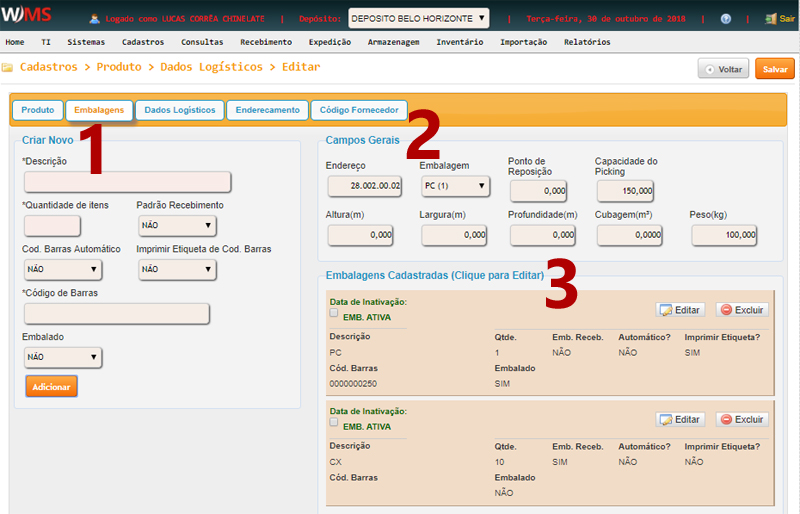 WMS
Logado como LUCAS CORRÊA CHINELATE | Depósito: DEPOSITO BELO HORIZONTE | Terça-feira, 30 de outubro de 2018 | | Sair
Home TI Sistemas Cadastros Consultas Recebimento Expedição Armazenagem Inventário Importação Relatórios
Cadastros > Produto > Dados Logísticos > Editar
Voltar Salvar
Produto Embalagens Dados Logísticos Enderecamento Código Fornecedor
1
2
Criar Novo
*Descrição
*Quantidade de itens Padrão Recebimento
NÃO
Cod. Barras Automático Imprimir Etiqueta de Cod. Barras
NÃO NÃO
*Código de Barras
Embalado
NÃO
Adicionar
Campos Gerais
Endereço Embalagem Ponto de Reposição Capacidade do Picking
28.002.00.02 PC (1) 0,000 150,000
Altura(m) Largura(m) Profundidade(m) Cubagem(m³) Peso(kg)
0,000 0,000 0,000 0,0000 100,000
Embalagens Cadastradas (Clique para Editar)
3
Data de Inativação:
EMB. ATIVA
Editar Excluir
Descrição Qtde. Emb. Receb. Automático? Imprimir Etiqueta?
PC 1 NÃO NÃO SIM
Cód. Barras Embalado
0000000250 SIM
Data de Inativação:
EMB. ATIVA
Editar Excluir
Descrição Qtde. Emb. Receb. Automático? Imprimir Etiqueta?
CX 10 SIM NÃO NÃO
Cód. Barras Embalado
NÃO